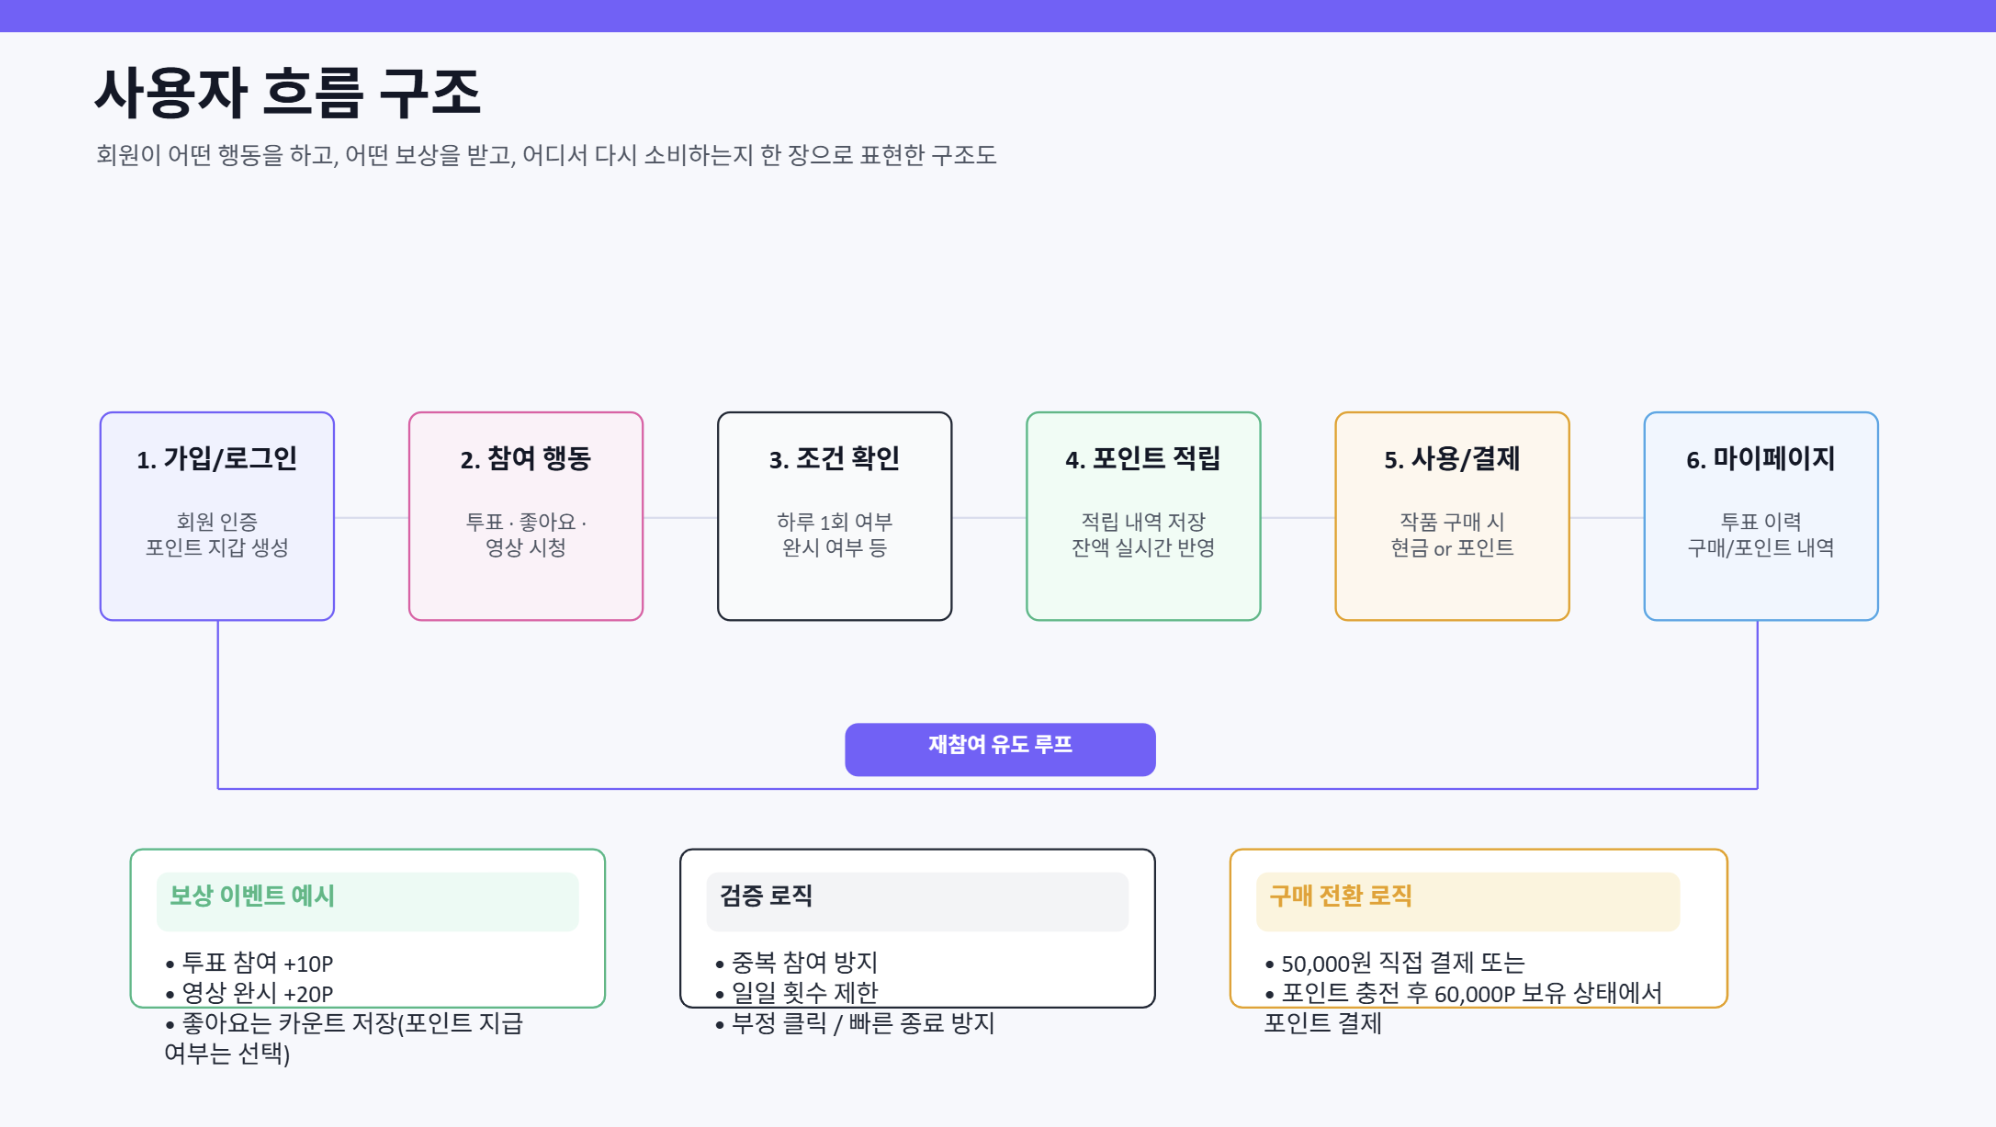 사용자 흐름 구조
회원이 어떤 행동을 하고, 어떤 보상을 받고, 어디서 다시 소비하는지 한 장으로 표현한 구조도
1. 가입/로그인
회원 인증
포인트 지갑 생성
2. 참여 행동
투표 · 좋아요 ·
영상 시청
3. 조건 확인
하루 1회 여부
완시 여부 등
4. 포인트 적립
적립 내역 저장
잔액 실시간 반영
5. 사용/결제
작품 구매 시
현금 or 포인트
6. 마이페이지
투표 이력
구매/포인트 내역
재참여 유도 루프
보상 이벤트 예시
• 투표 참여 +10P
• 영상 완시 +20P
• 좋아요는 카운트 저장(포인트 지급
여부는 선택)
검증 로직
• 중복 참여 방지
• 일일 횟수 제한
• 부정 클릭 / 빠른 종료 방지
구매 전환 로직
• 50,000원 직접 결제 또는
• 포인트 충전 후 60,000P 보유 상태에서
포인트 결제